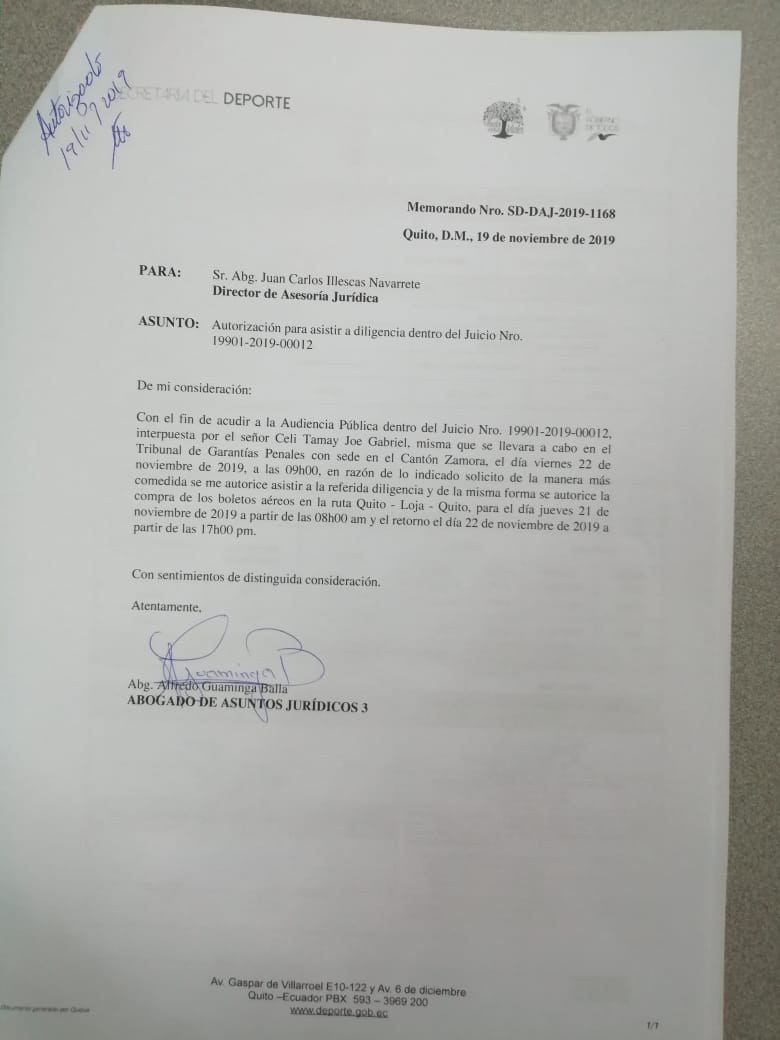 Autorizado
19/11/2019
SECRETARÍA DEL DEPORTE
EL
GOBIERNO
DE TODOS
Memorando Nro. SD-DAJ-2019-1168
Quito, D.M., 19 de noviembre de 2019
PARA: Sr. Abg. Juan Carlos Illescas Navarrete
Director de Asesoría Jurídica
ASUNTO: Autorización para asistir a diligencia dentro del Juicio Nro.
19901-2019-00012
De mi consideración:
Con el fin de acudir a la Audiencia Pública dentro del Juicio Nro. 19901-2019-00012,
interpuesta por el señor Celi Tamay Joe Gabriel, misma que se llevara a cabo en el
Tribunal de Garantías Penales con sede en el Cantón Zamora, el día viernes 22 de
noviembre de 2019, a las 09h00, en razón de lo indicado solicito de la manera más
comedida se me autorice asistir a la referida diligencia y de la misma forma se autorice la
compra de los boletos aéreos en la ruta Quito - Loja - Quito, para el día jueves 21 de
noviembre de 2019 a partir de las 08h00 am y el retorno el día 22 de noviembre de 2019 a
partir de las 17h00 pm.
Con sentimientos de distinguida consideración.
Atentamente,
Guaminga B
Abg. Alfredo Guaminga Balla
ABOGADO DE ASUNTOS JURÍDICOS 3
Av. Gaspar de Villarroel E10-122 y Av. 6 de diciembre
Quito –Ecuador PBX: 593 – 3969 200
www.deporte.gob.ec
Documento generado por Quipux
1/1